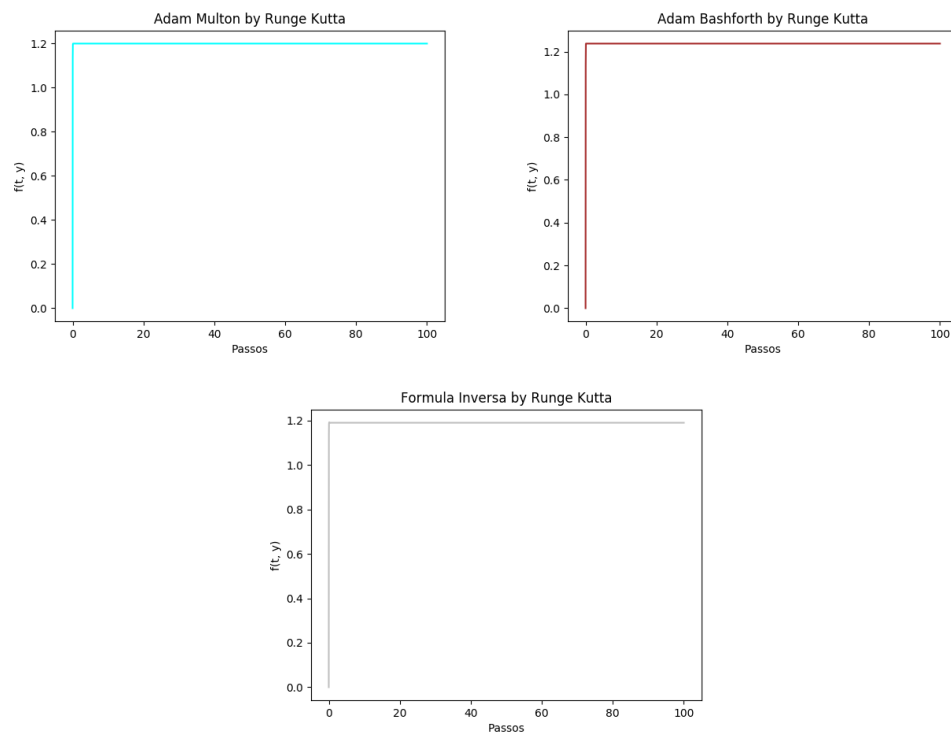 Adam Multon by Runge Kutta
1.2
1.0
0.8
0.6
0.4
0.2
0.0
f(t, y)
0 20 40 60 80 100
Passos
Adam Bashforth by Runge Kutta
1.2
1.0
0.8
0.6
0.4
0.2
0.0
f(t, y)
0 20 40 60 80 100
Passos
Formula Inversa by Runge Kutta
1.2
1.0
0.8
0.6
0.4
0.2
0.0
f(t, y)
0 20 40 60 80 100
Passos